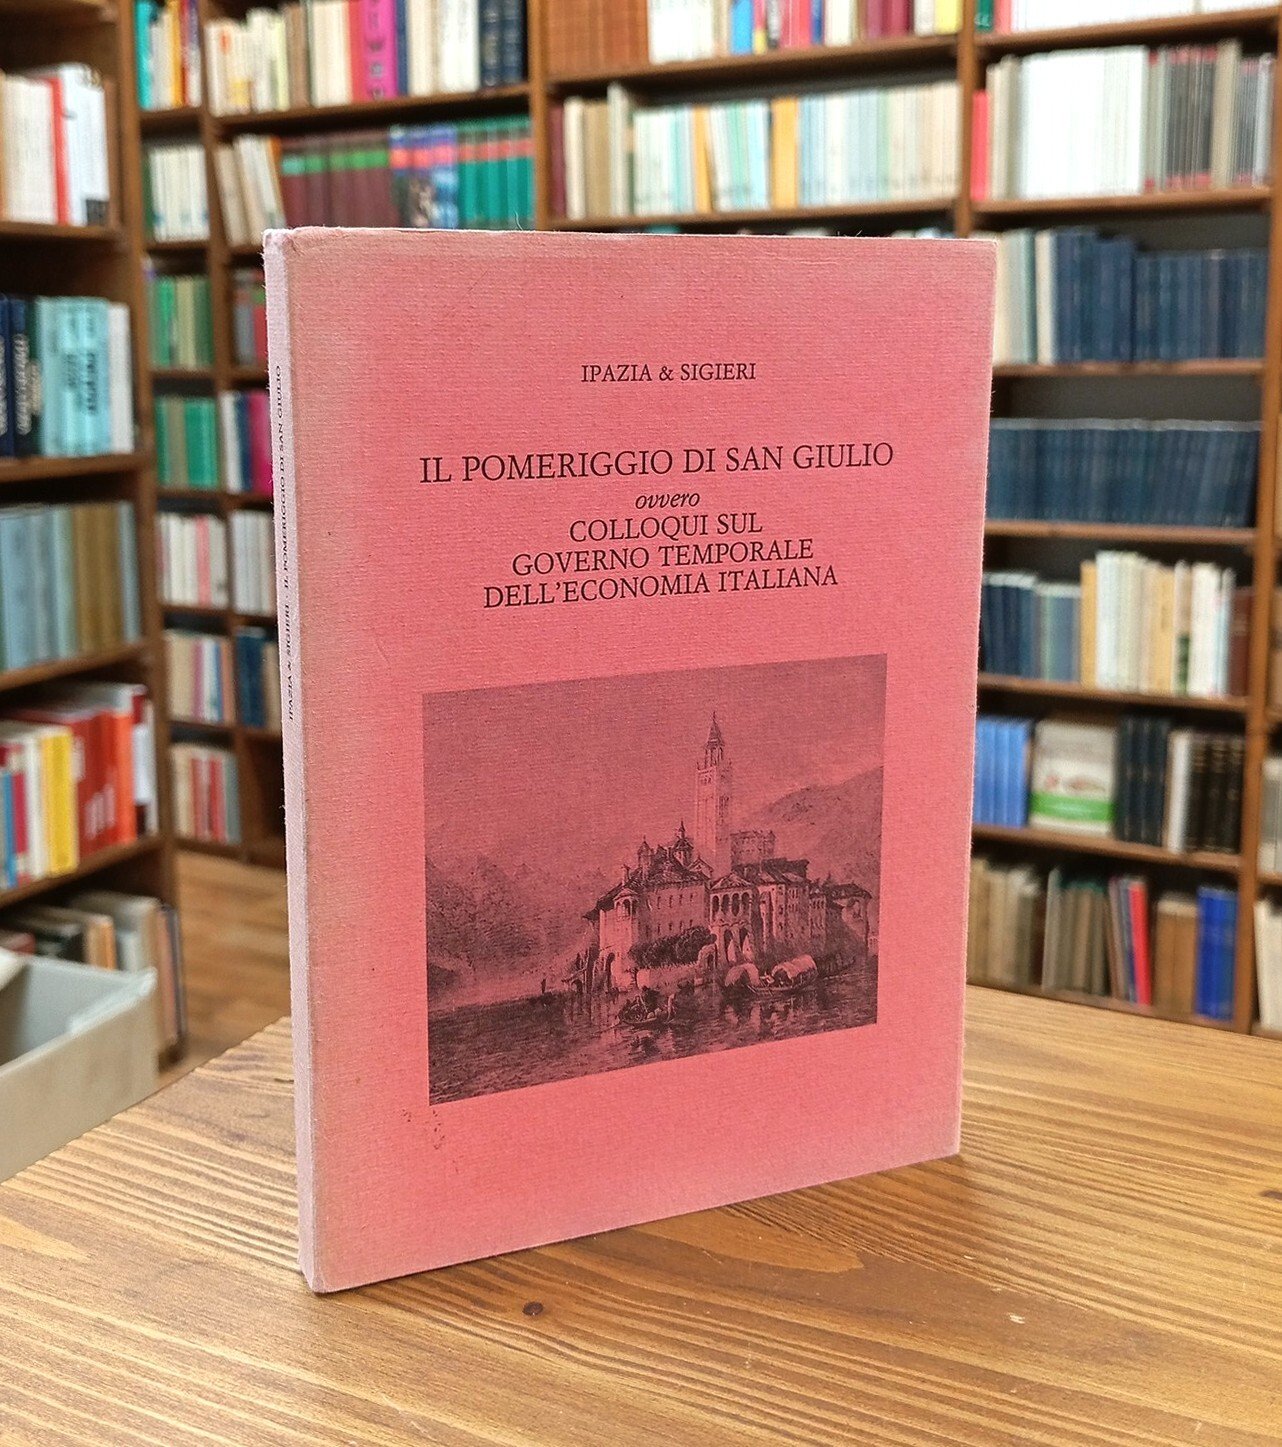 IPAZIA & SIGIERI
IL POMERIGGIO DI SAN GIULIO
ovvero
COLLOQUI SUL
GOVERNO TEMPORALE
DELL'ECONOMIA ITALIANA
IPAZIA & SIGIERI - IL POMERIGGIO DI SAN GIULIO